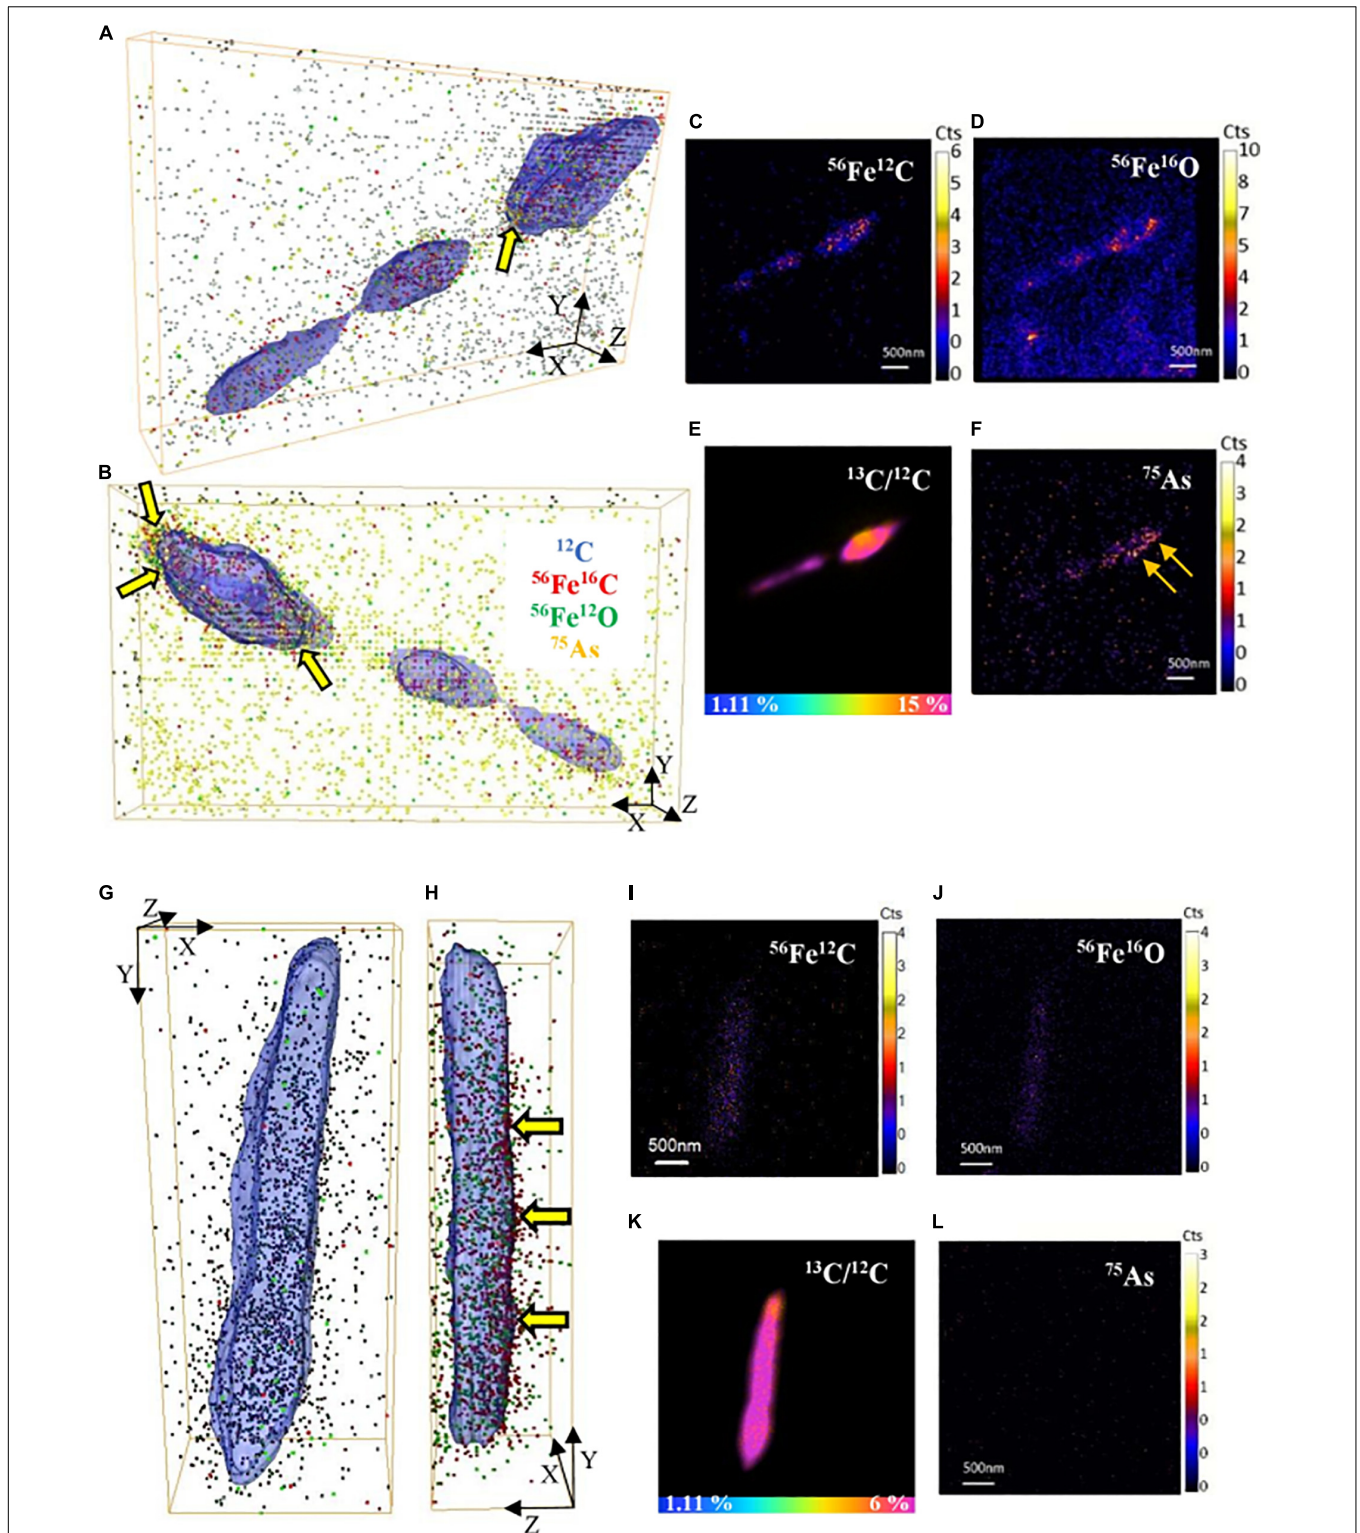 A
Y
Z
X
B
¹²C
⁵⁶Fe¹⁶C
⁵⁶Fe¹²O
⁷⁵As
Y
Z
X
C
⁵⁶Fe¹²C
500nm
Cts
6
5
4
3
2
1
0
0
D
⁵⁶Fe¹⁶O
500nm
10
8
7
5
4
2
1
0
E
¹³C/¹²C
1.11 %
15 %
F
⁷⁵As
500nm
Cts
4
3
2
2
1
1
0
0
G
Z
X
Y
H
X
Y
Z
I
⁵⁶Fe¹²C
500nm
Cts
4
3
2
2
1
1
0
0
J
⁵⁶Fe¹⁶O
500nm
Cts
4
3
2
2
1
1
0
0
K
¹³C/¹²C
1.11 %
6 %
L
⁷⁵As
500nm
Cts
3
2
2
1
1
0
0
0